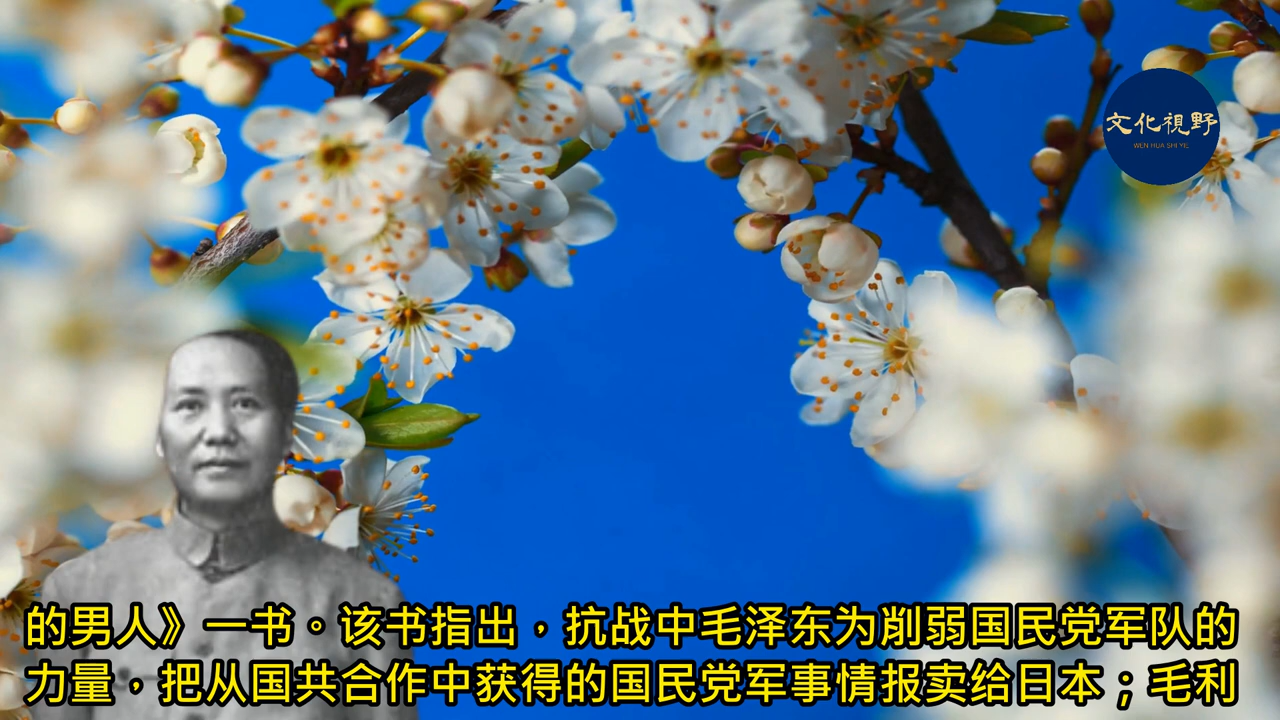 文化視野
WEN HUA SHI YE
的男人》一书。该书指出，抗战中毛泽东为削弱国民党军队的
力量，把从国共合作中获得的国民党军事情报卖给日本；毛利